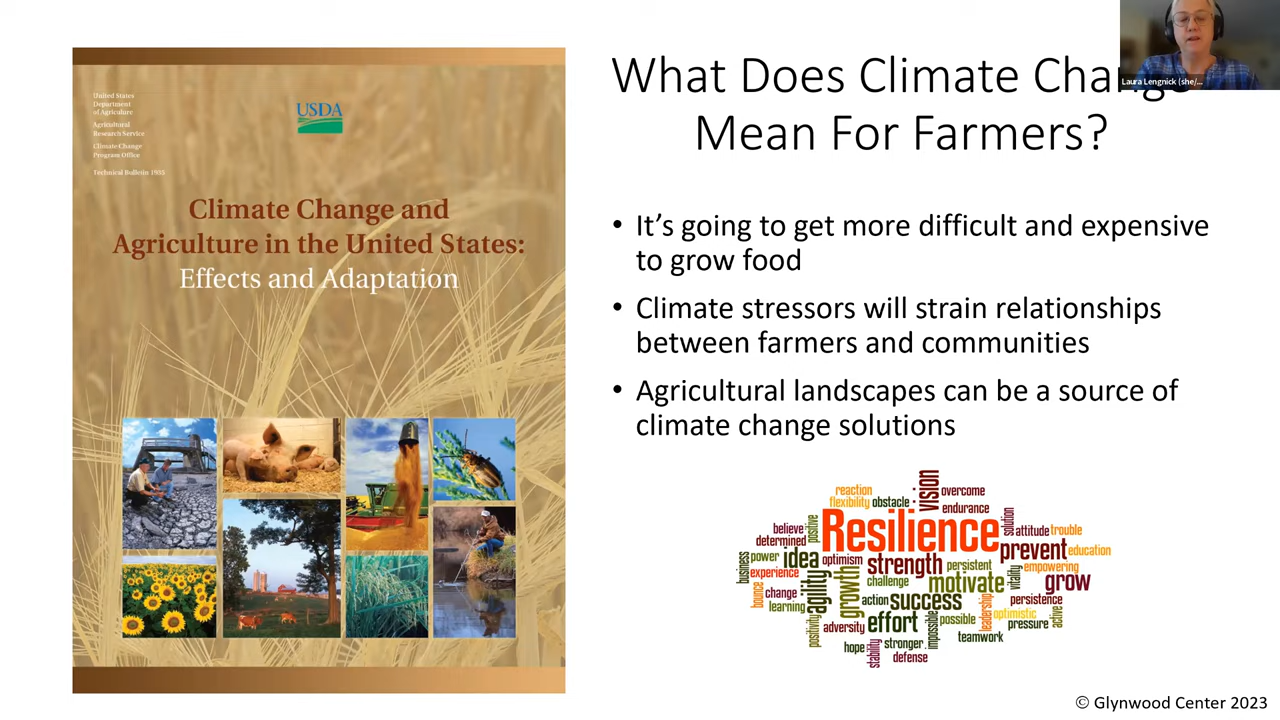 What Does Climate Change
Mean For Farmers?
Laura Lengnick (she/...
United States
Department
of Agriculture
Agricultural
Research Service
Climate Change
Program Office
Technical Bulletin 1935
USDA
Climate Change and
Agriculture in the United States:
Effects and Adaptation
• It’s going to get more difficult and expensive
to grow food
• Climate stressors will strain relationships
between farmers and communities
• Agricultural landscapes can be a source of
climate change solutions
reaction
flexibility
obstacle
vision
overcome
endurance
believe
determined
positive
Resilience
solution
attitude
trouble
business
power
idea
optimism
strength
persistent
prevent
education
experience
challenge
motivate
vitality
empowering
grow
bounce
change
learning
agility
growth
action
success
leadership
persistence
optimistic
active
positivity
adversity
effort
impossible
possible
pressure
teamwork
hope
stability
stronger
defense
© Glynwood Center 2023